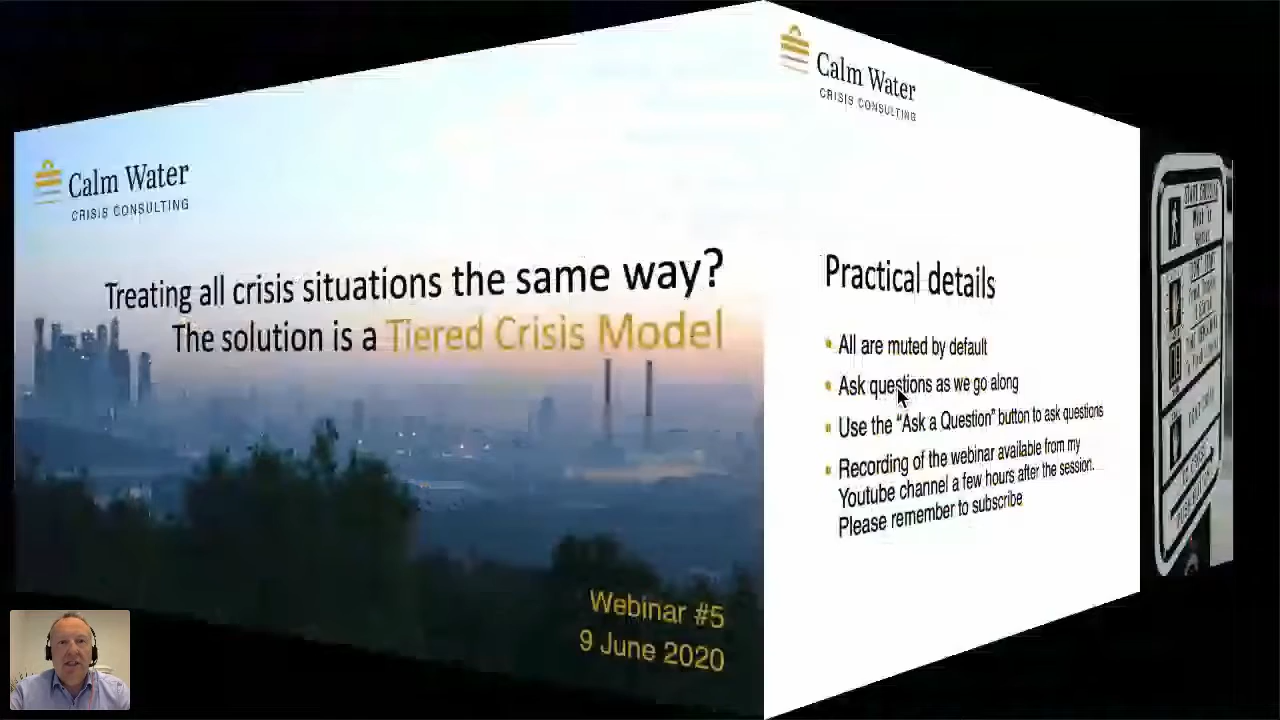 Calm Water
CRISIS CONSULTING
Treating all crisis situations the same way?
The solution is a Tiered Crisis Model
Webinar #5
9 June 2020
Calm Water
CRISIS CONSULTING
Practical details
• All are muted by default
• Ask questions as we go along
• Use the “Ask a Question” button to ask questions
• Recording of the webinar available from my
Youtube channel a few hours after the session.
Please remember to subscribe